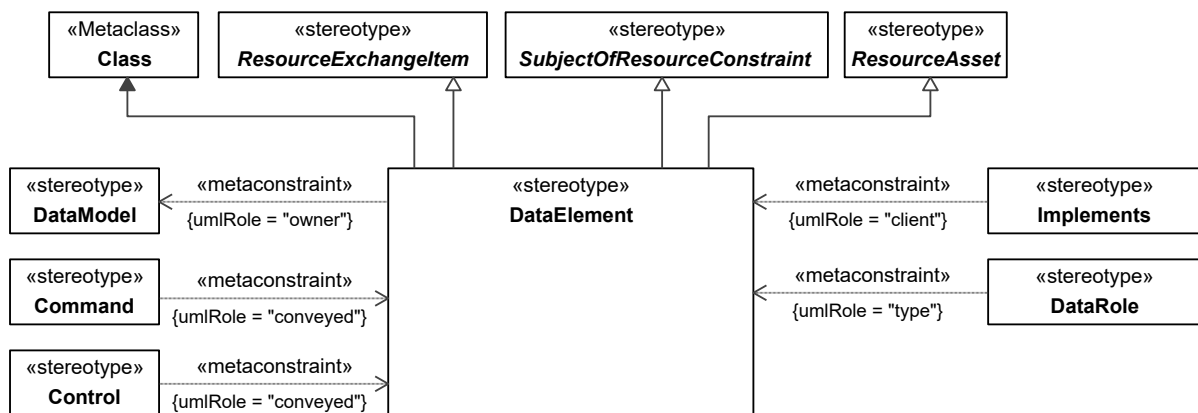 «Metaclass»
Class
«stereotype»
ResourceExchangeItem
«stereotype»
SubjectOfResourceConstraint
«stereotype»
ResourceAsset
«stereotype»
DataModel
«metaconstraint»
{umlRole = "owner"}
«stereotype»
DataElement
«metaconstraint»
{umlRole = "client"}
«stereotype»
Implements
«stereotype»
Command
«metaconstraint»
{umlRole = "conveyed"}
«metaconstraint»
{umlRole = "type"}
«stereotype»
DataRole
«stereotype»
Control
«metaconstraint»
{umlRole = "conveyed"}